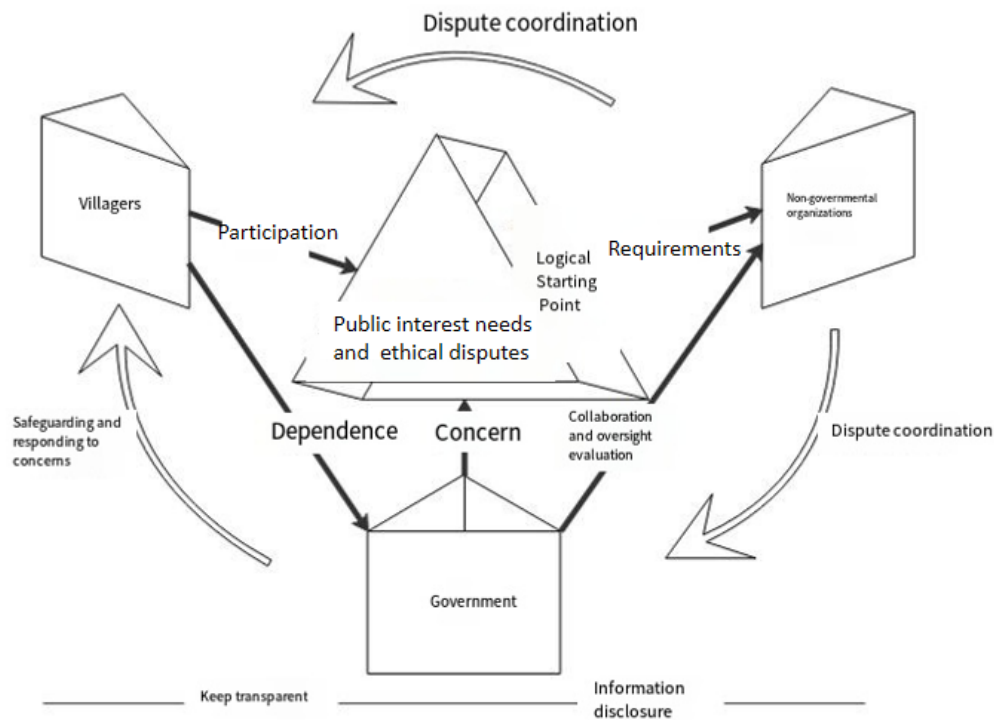 Dispute coordination
Villagers
Non-governmental
organizations
Participation
Requirements
Logical
Starting
Point
Public interest needs
and ethical disputes
Safeguarding and
responding to
concerns
Dependence
Concern
Collaboration
and oversight
evaluation
Dispute coordination
Government
Keep transparent
Information
disclosure